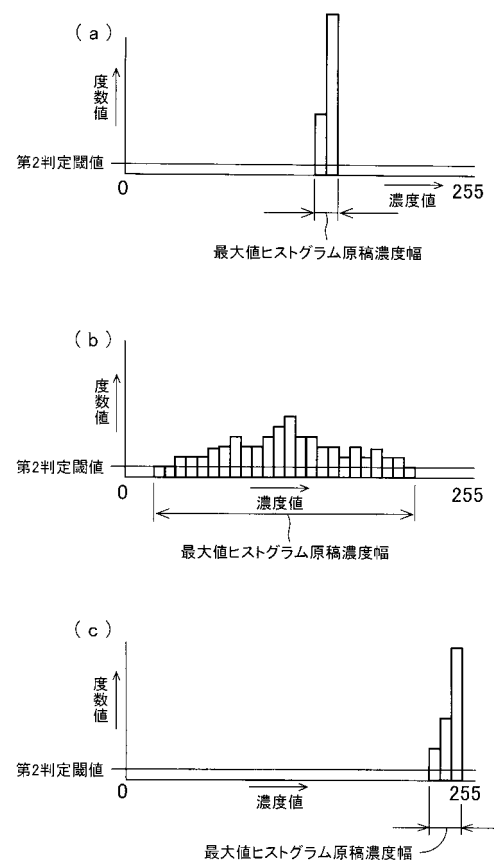 (a)
度数値
第2判定閾値
0
255
濃度値
最大値ヒストグラム原稿濃度幅
(b)
度数値
第2判定閾値
0
255
濃度値
最大値ヒストグラム原稿濃度幅
(c)
度数値
第2判定閾値
0
255
濃度値
最大値ヒストグラム原稿濃度幅